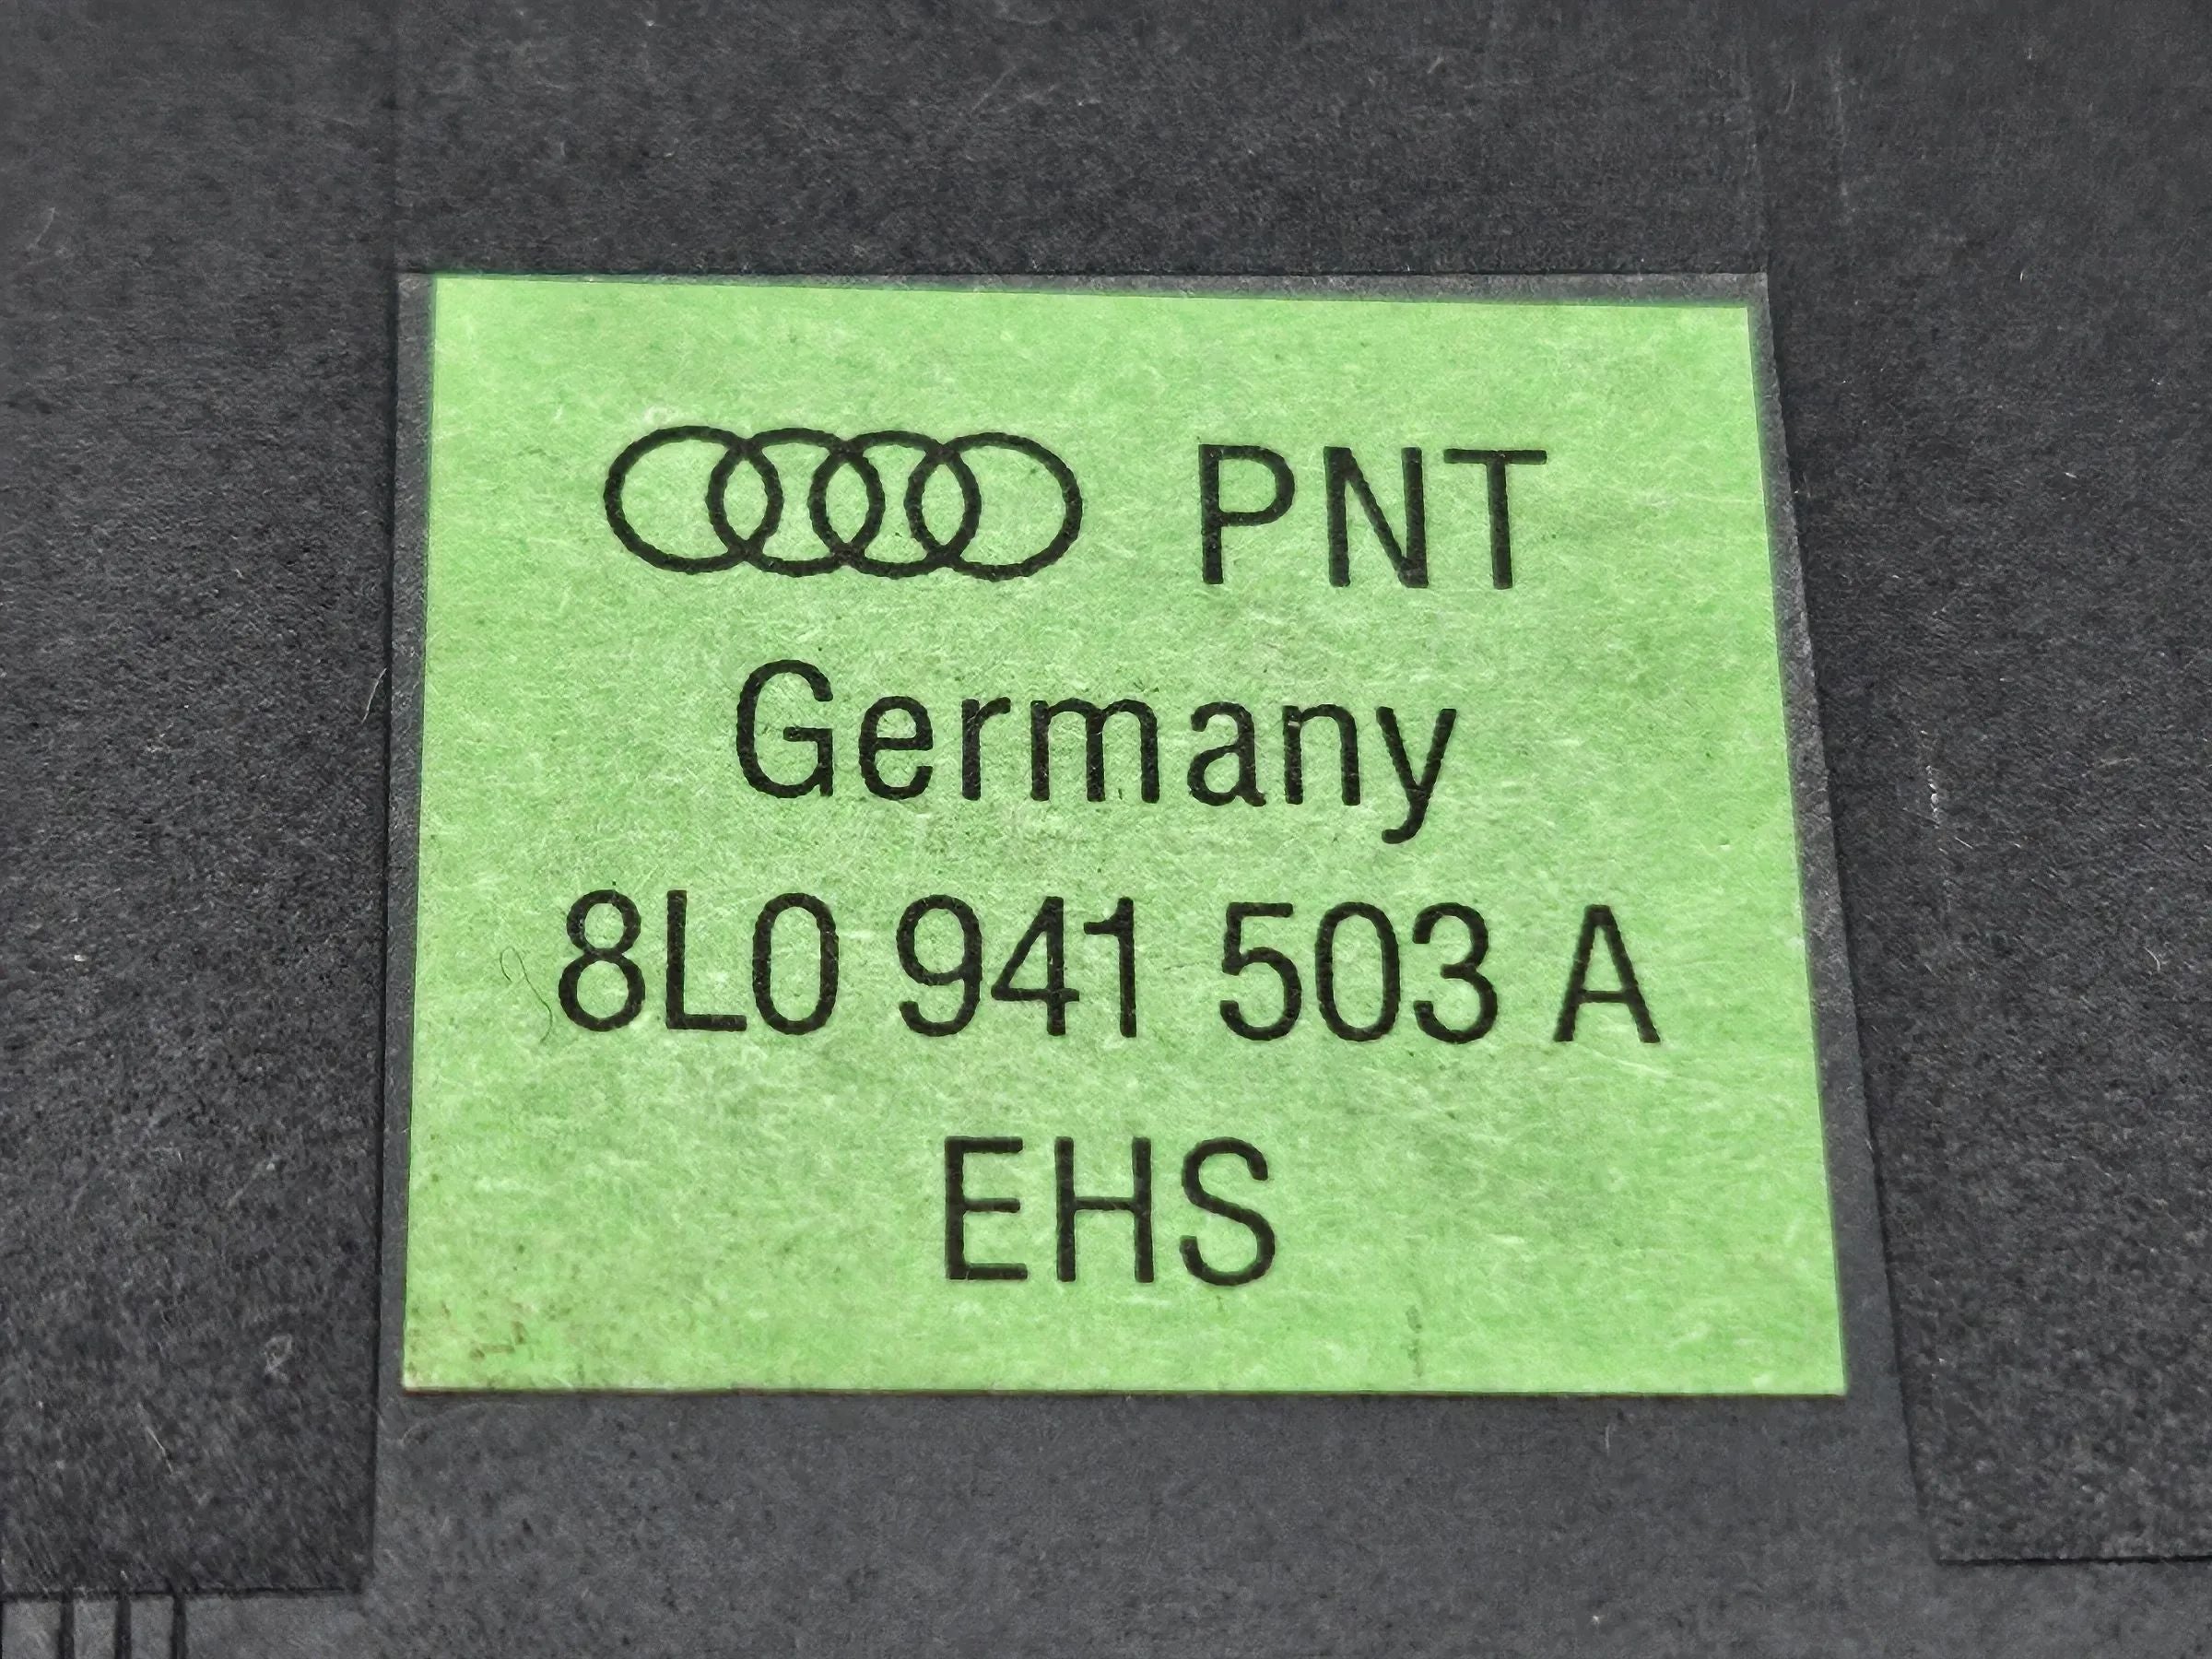 PNT
Germany
8L0 941 503 A
EHS